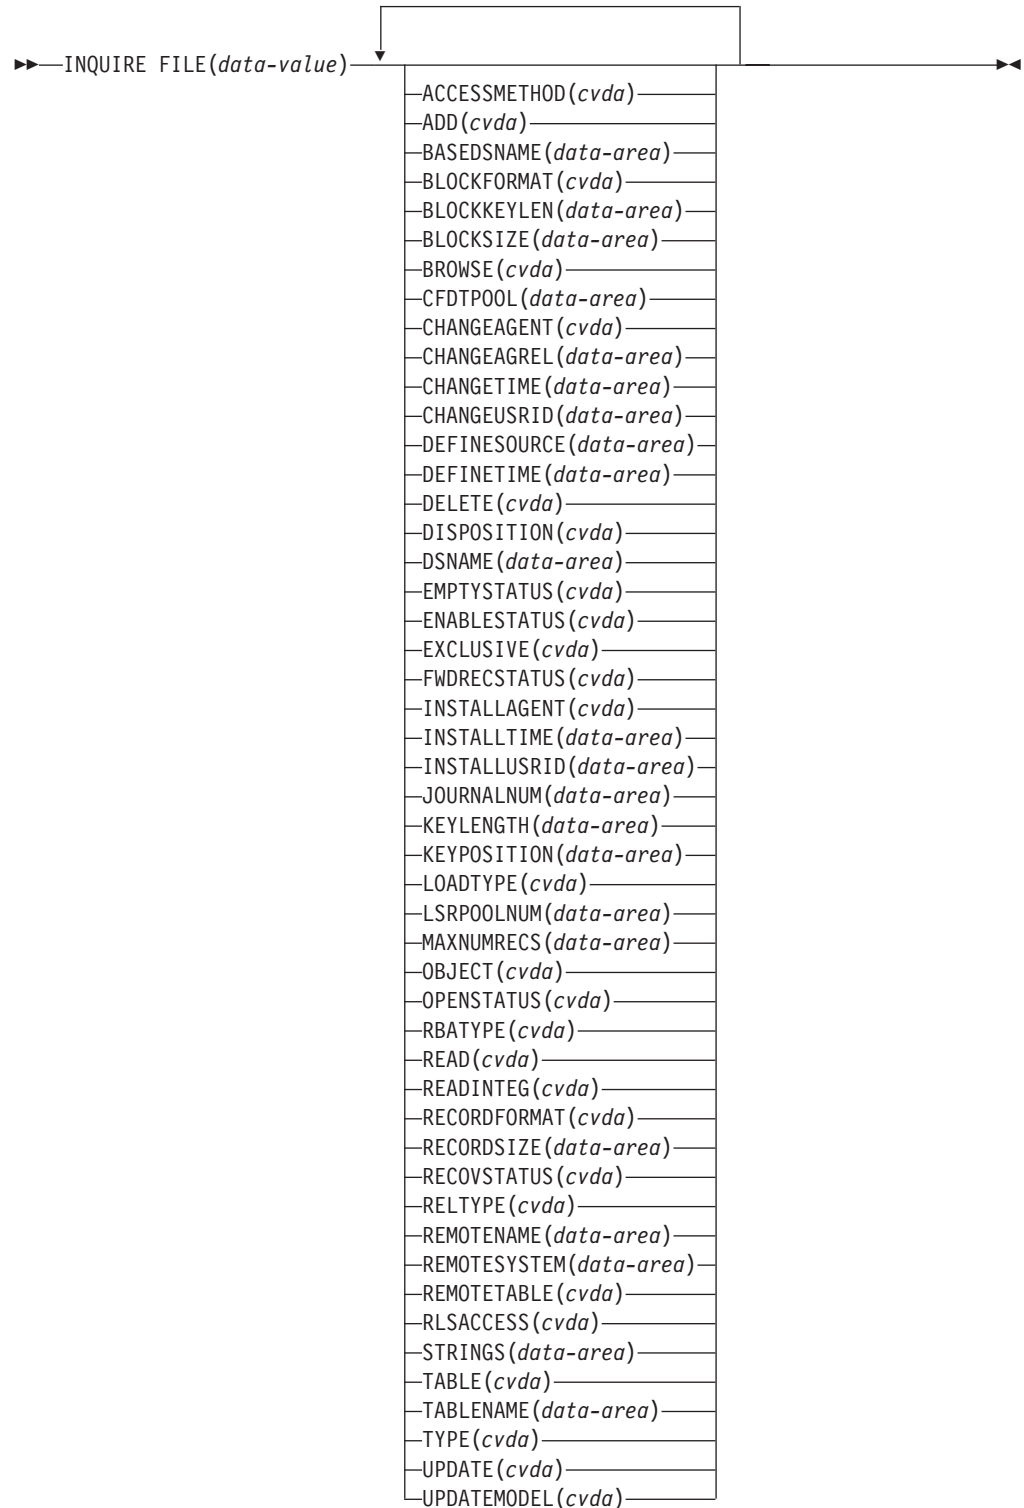 INQUIRE FILE(data-value)
ACCESSMETHOD(cvda)
ADD(cvda)
BASEDSNAME(data-area)
BLOCKFORMAT(cvda)
BLOCKKEYLEN(data-area)
BLOCKSIZE(data-area)
BROWSE(cvda)
CFDTPOOL(data-area)
CHANGEAGENT(cvda)
CHANGEAGREL(data-area)
CHANGETIME(data-area)
CHANGEUSRID(data-area)
DEFINESOURCE(data-area)
DEFINETIME(data-area)
DELETE(cvda)
DISPOSITION(cvda)
DSNAME(data-area)
EMPTYSTATUS(cvda)
ENABLESTATUS(cvda)
EXCLUSIVE(cvda)
FWDRECSTATUS(cvda)
INSTALLAGENT(cvda)
INSTALLTIME(data-area)
INSTALLUSRID(data-area)
JOURNALNUM(data-area)
KEYLENGTH(data-area)
KEYPOSITION(data-area)
LOADTYPE(cvda)
LSRPOOLNUM(data-area)
MAXNUMRECS(data-area)
OBJECT(cvda)
OPENSTATUS(cvda)
RBATYPE(cvda)
READ(cvda)
READINTEG(cvda)
RECORDFORMAT(cvda)
RECORDSIZE(data-area)
RECOVSTATUS(cvda)
RELTYPE(cvda)
REMOTENAME(data-area)
REMOTESYSTEM(data-area)
REMOTETABLE(cvda)
RLSACCESS(cvda)
STRINGS(data-area)
TABLE(cvda)
TABLENAME(data-area)
TYPE(cvda)
UPDATE(cvda)
UPDATEMODEL(cvda)